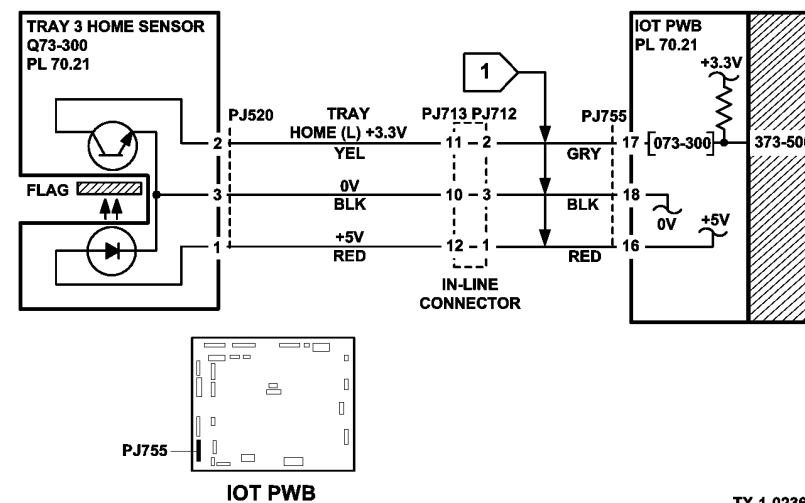 TRAY 3 HOME SENSOR
Q73-300
PL 70.21
IOT PWB
PL 70.21
+3.3V
1
PJ520
TRAY
HOME (L) +3.3V
YEL
PJ713 PJ712
PJ755
2
11 - 2
GRY
17
073-300
373-500
FLAG
3
0V
BLK
10 - 3
BLK
18
0V
+5V
1
+5V
RED
12 - 1
RED
16
IN-LINE
CONNECTOR
PJ755
IOT PWB